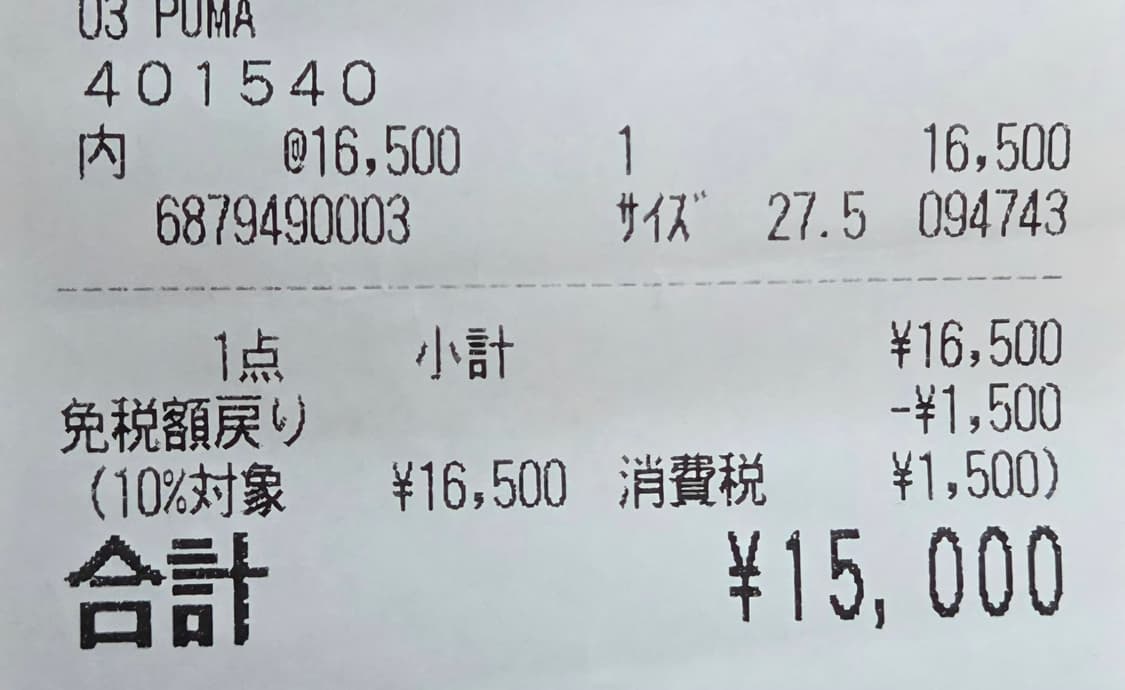 03 PUMA
401540
内 @16,500 1 16,500
6879490003 サイズ 27.5 094743
1点 小計 ¥16,500
免税額戻り -¥1,500
(10%対象 ¥16,500 消費税 ¥1,500)
合計 ¥15,000